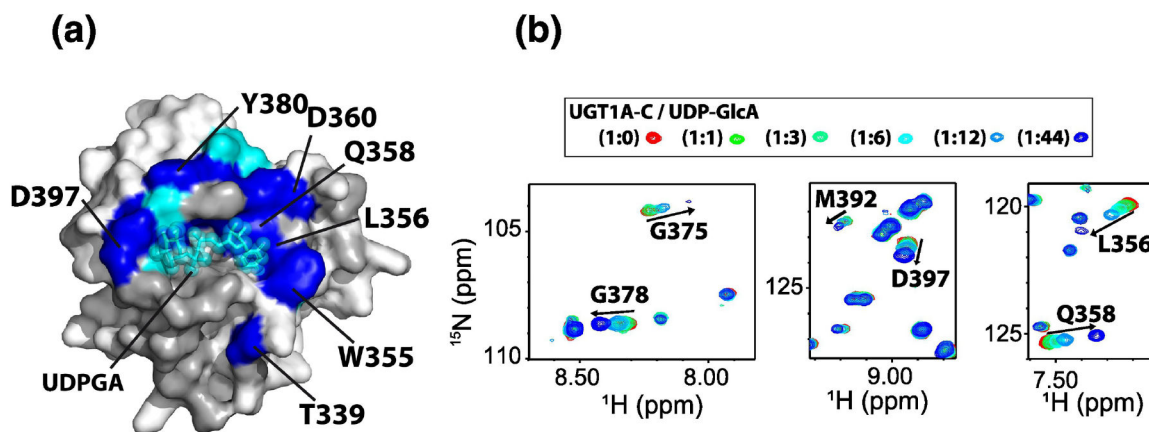 (a)
Y380
D360
Q358
D397
L356
W355
UDPGA
T339
(b)
UGT1A-C / UDP-GlcA
(1:0) (1:1) (1:3) (1:6) (1:12) (1:44)
104
G375
G378
110
¹⁵N (ppm)
8.50 8.00
¹H (ppm)
M392
D397
125
9.00
¹H (ppm)
120
L356
Q358
125
7.50
¹H (ppm)